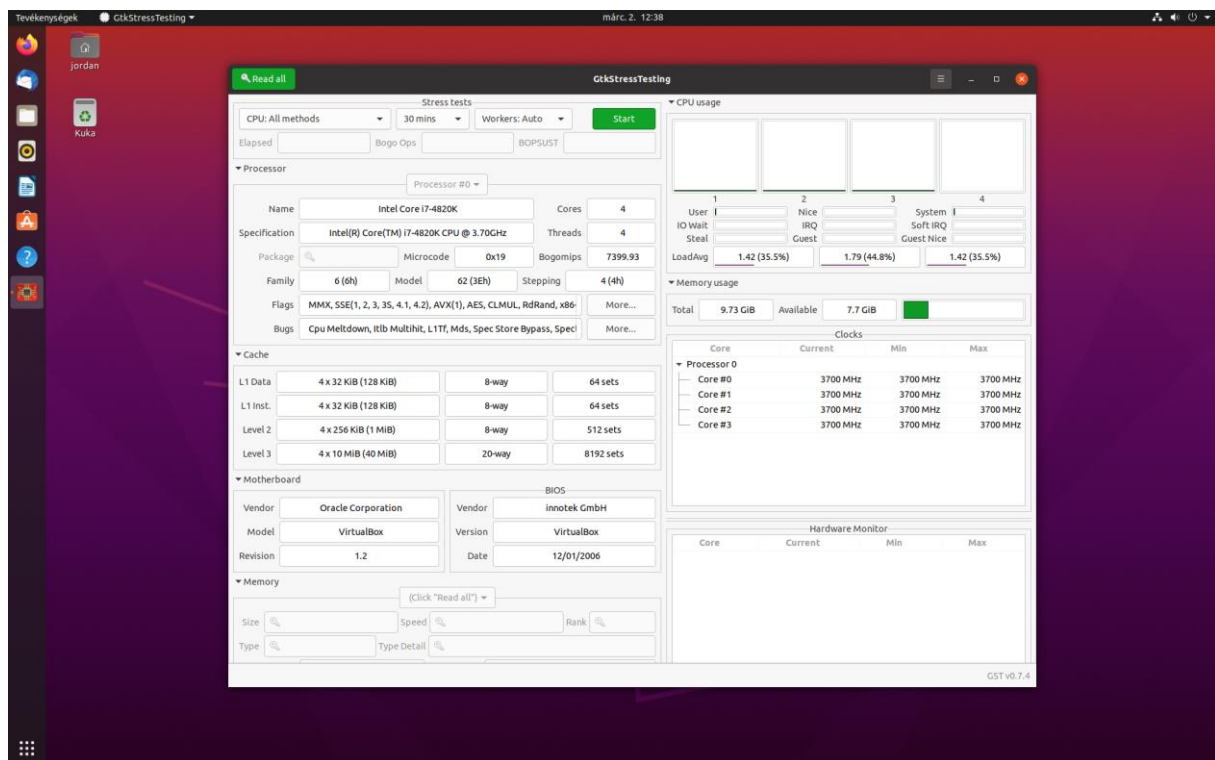 Tevékenységek GtkStressTesting márc. 2. 12:38
jordan
Kuka
Read all GtkStressTesting
Stress tests
CPU: All methods 30 mins Workers: Auto Start
Elapsed Bogo Ops BOPSUST
Processor
Processor #0
Name Intel Core i7-4820K Cores 4
Specification Intel(R) Core(TM) i7-4820K CPU @ 3.70GHz Threads 4
Package Microcode 0x19 Bogomips 7399.93
Family 6 (6h) Model 62 (3Eh) Stepping 4 (4h)
Flags MMX, SSE(1, 2, 3, 3S, 4.1, 4.2), AVX(1), AES, CLMUL, RdRand, x86- More...
Bugs Cpu Meltdown, Itlb Multihit, L1Tf, Mds, Spec Store Bypass, Spec More...
Cache
L1 Data 4 x 32 KiB (128 KiB) 8-way 64 sets
L1 Inst. 4 x 32 KiB (128 KiB) 8-way 64 sets
Level 2 4 x 256 KiB (1 MiB) 8-way 512 sets
Level 3 4 x 10 MiB (40 MiB) 20-way 8192 sets
Motherboard
BIOS
Vendor Oracle Corporation Vendor innotek GmbH
Model VirtualBox Version VirtualBox
Revision 1.2 Date 12/01/2006
Memory
(Click "Read all")
Size Speed Rank
Type Type Detail
CPU usage
1 2 3 4
User Nice System
IO Wait IRQ Soft IRQ
Steal Guest Guest Nice
LoadAvg 1.42 (35.5%) 1.79 (44.8%) 1.42 (35.5%)
Memory usage
Total 9.73 GiB Available 7.7 GiB
Clocks
Core Current Min Max
Processor 0
Core #0 3700 MHz 3700 MHz 3700 MHz
Core #1 3700 MHz 3700 MHz 3700 MHz
Core #2 3700 MHz 3700 MHz 3700 MHz
Core #3 3700 MHz 3700 MHz 3700 MHz
Hardware Monitor
Core Current Min Max
GST v0.7.4